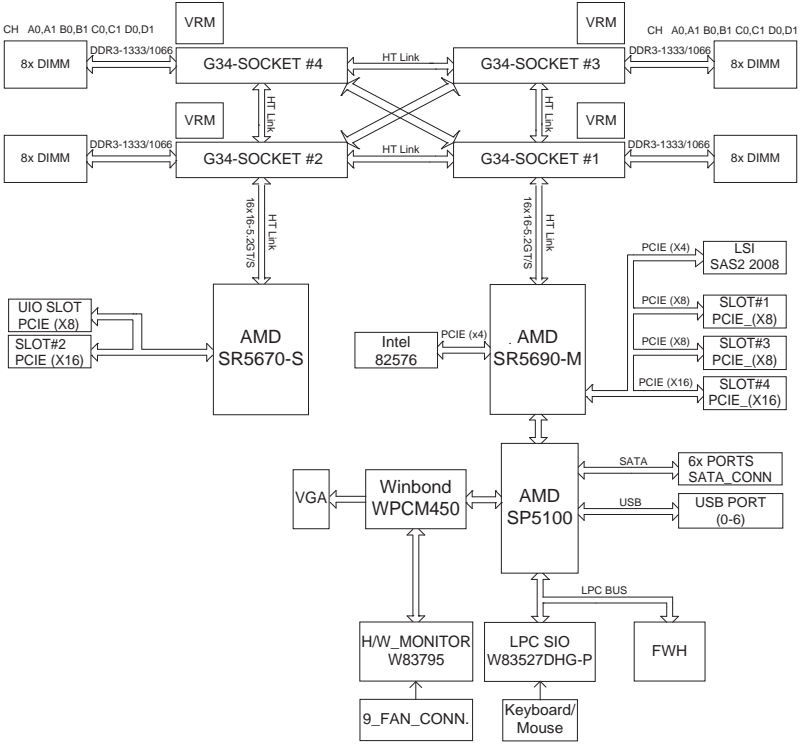 VRM
VRM
CH A0,A1 B0,B1 C0,C1 D0,D1
CH A0,A1 B0,B1 C0,C1 D0,D1
8x DIMM
DDR3-1333/1066
G34-SOCKET #4
HT Link
G34-SOCKET #3
DDR3-1333/1066
8x DIMM
HT Link
HT Link
VRM
VRM
8x DIMM
DDR3-1333/1066
G34-SOCKET #2
HT Link
G34-SOCKET #1
DDR3-1333/1066
8x DIMM
16x16-5.2GT/S
HT Link
16x16-5.2GT/S
HT Link
PCIE (X4)
LSI
SAS2 2008
UIO SLOT
PCIE (X8)
SLOT#2
PCIE (X16)
AMD
SR5670-S
Intel
82576
PCIE (x4)
AMD
SR5690-M
PCIE (X8)
SLOT#1
PCIE_(X8)
PCIE (X8)
SLOT#3
PCIE_(X8)
PCIE (X16)
SLOT#4
PCIE_(X16)
VGA
Winbond
WPCM450
AMD
SP5100
SATA
6x PORTS
SATA_CONN
USB
USB PORT
(0-6)
LPC BUS
H/W_MONITOR
W83795
LPC SIO
W83527DHG-P
FWH
9_FAN_CONN.
Keyboard/
Mouse